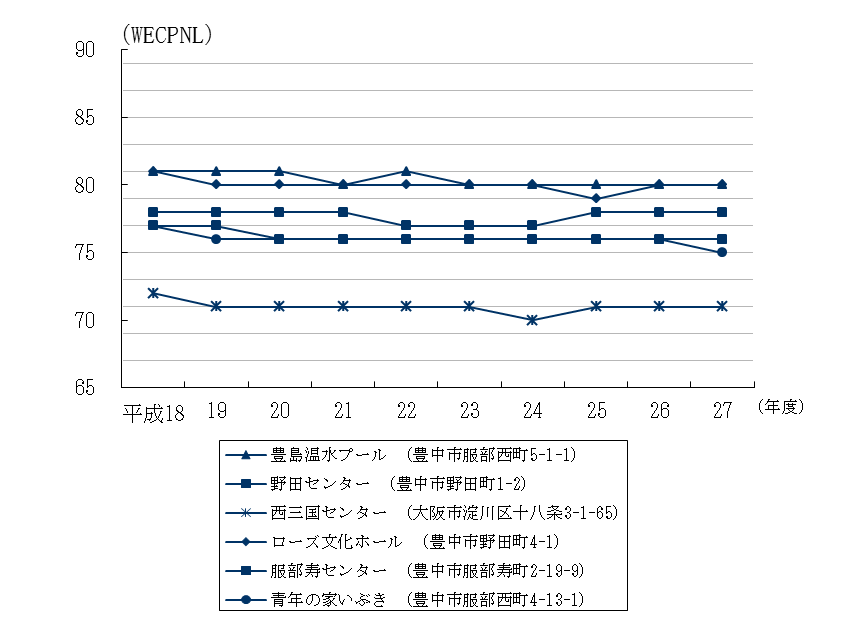 (WECPNL)
90
85
80
75
70
65
平成18 19 20 21 22 23 24 25 26 27 (年度)
豊島温水プール (豊中市服部西町5-1-1)
野田センター (豊中市野田町1-2)
西三国センター (大阪市淀川区十八条3-1-65)
ローズ文化ホール (豊中市野田町4-1)
服部寿センター (豊中市服部寿町2-19-9)
青年の家いぶき (豊中市服部西町4-13-1)